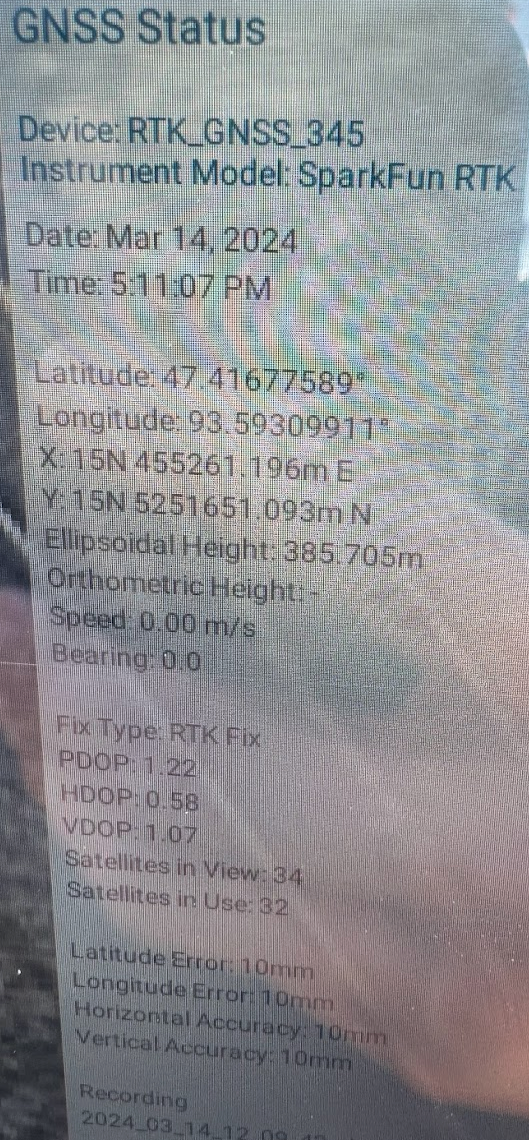 GNSS Status
Device: RTK_GNSS_345
Instrument Model: SparkFun RTK
Date: Mar 14, 2024
Time: 5:11:07 PM
Latitude: 47.41677589°
Longitude: 93.59309911°
X: 15N 455261.196m E
Y: 15N 5251651.093m N
Ellipsoidal Height: 385.705m
Orthometric Height: -
Speed: 0.00 m/s
Bearing: 0.0
Fix Type: RTK Fix
PDOP: 1.22
HDOP: 0.58
VDOP: 1.07
Satellites in View: 34
Satellites in Use: 32
Latitude Error: 10mm
Longitude Error: 10mm
Horizontal Accuracy: 10mm
Vertical Accuracy: 10mm
Recording